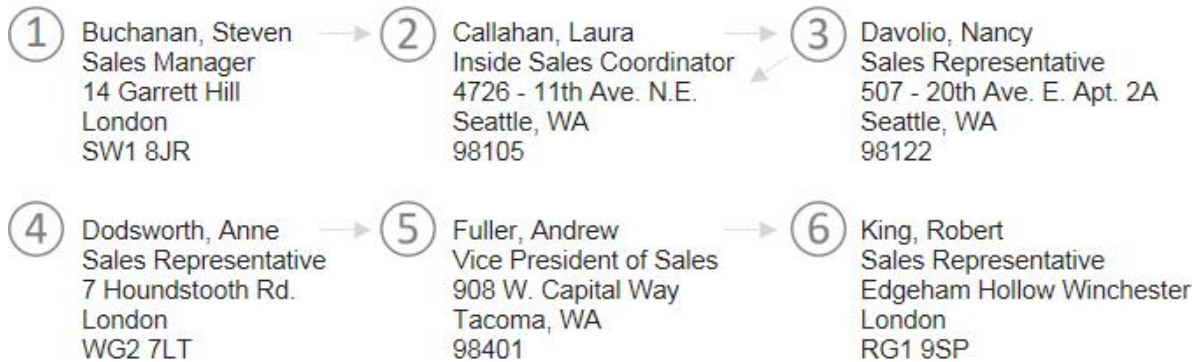 1
Buchanan, Steven
Sales Manager
14 Garrett Hill
London
SW1 8JR
2
Callahan, Laura
Inside Sales Coordinator
4726 - 11th Ave. N.E.
Seattle, WA
98105
3
Davolio, Nancy
Sales Representative
507 - 20th Ave. E. Apt. 2A
Seattle, WA
98122
4
Dodsworth, Anne
Sales Representative
7 Houndstooth Rd.
London
WG2 7LT
5
Fuller, Andrew
Vice President of Sales
908 W. Capital Way
Tacoma, WA
98401
6
King, Robert
Sales Representative
Edgeham Hollow Winchester
London
RG1 9SP